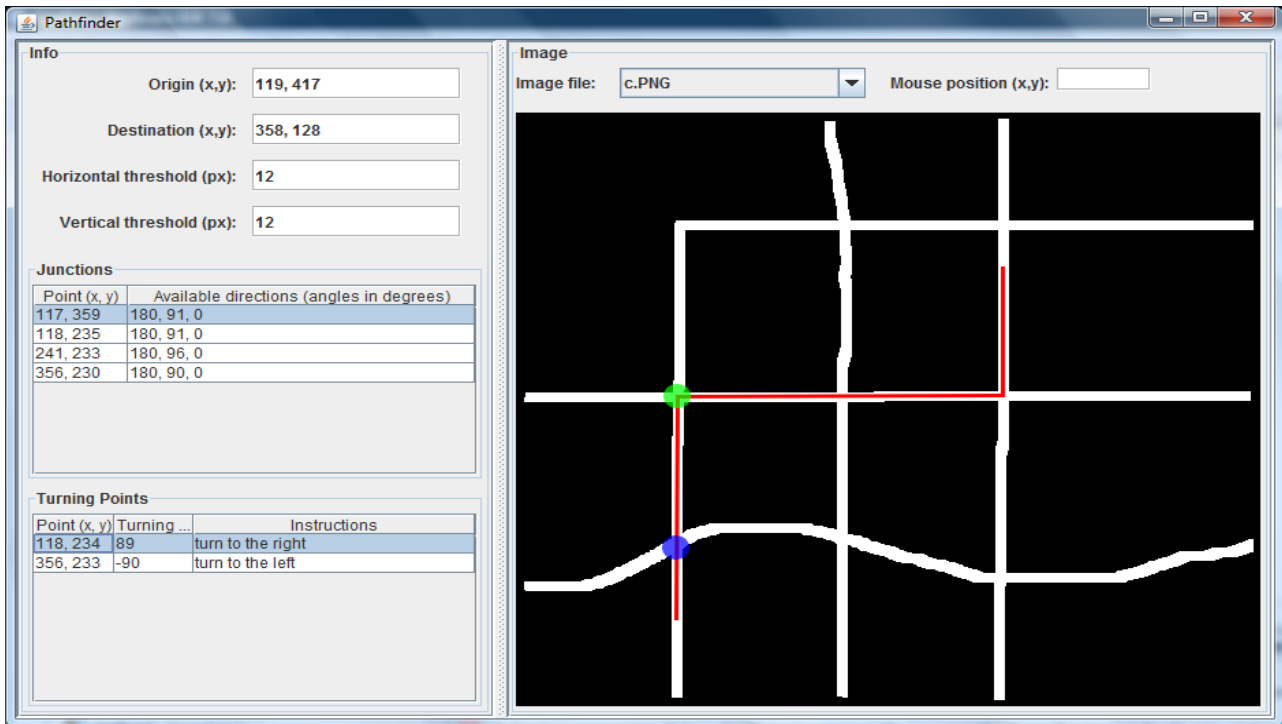 Pathfinder
Info
Origin (x,y): 119, 417
Destination (x,y): 358, 128
Horizontal threshold (px): 12
Vertical threshold (px): 12
Junctions
Point (x, y) Available directions (angles in degrees)
117, 359 180, 91, 0
118, 235 180, 91, 0
241, 233 180, 96, 0
356, 230 180, 90, 0
Turning Points
Point (x, y) Turning ... Instructions
118, 234 89 turn to the right
356, 233 -90 turn to the left
Image
Image file: c.PNG Mouse position (x,y):